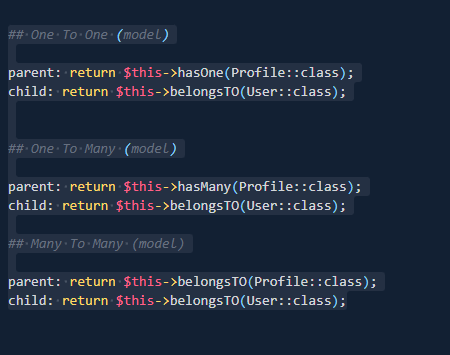 ## One To One (model)
parent: return $this->hasOne(Profile::class);
child: return $this->belongsTO(User::class);
## One To Many (model)
parent: return $this->hasMany(Profile::class);
child: return $this->belongsTO(User::class);
## Many To Many (model)
parent: return $this->belongsTO(Profile::class);
child: return $this->belongsTO(User::class);